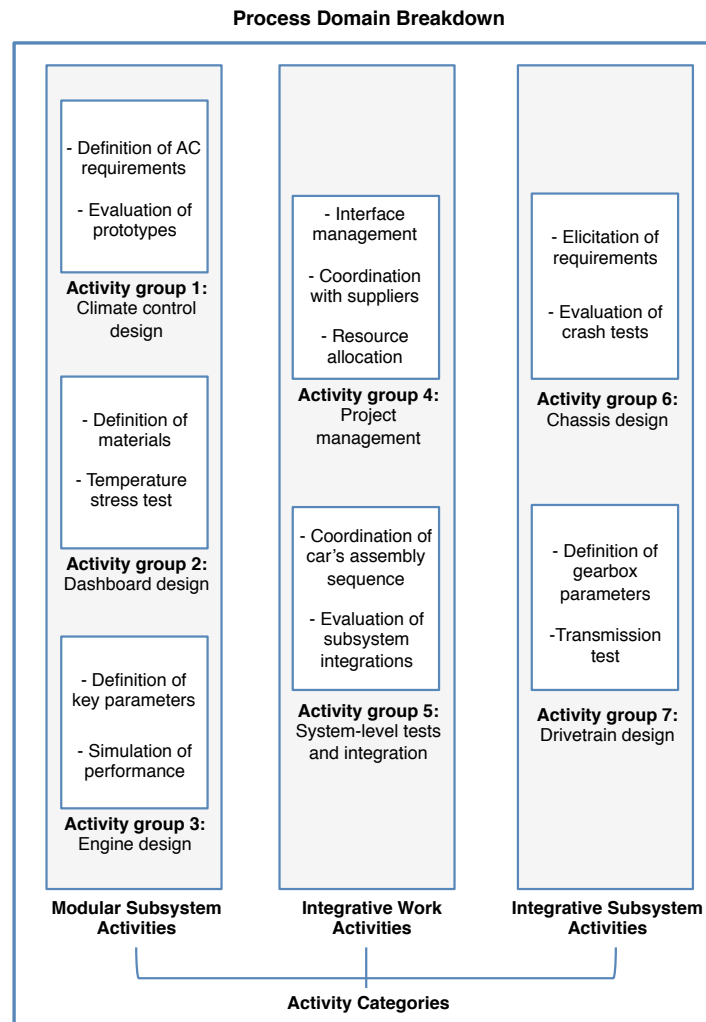 Process Domain Breakdown
- Definition of AC
requirements
- Evaluation of
prototypes
Activity group 1:
Climate control
design
- Definition of
materials
- Temperature
stress test
Activity group 2:
Dashboard design
- Definition of
key parameters
- Simulation of
performance
Activity group 3:
Engine design
Modular Subsystem
Activities
- Interface
management
- Coordination
with suppliers
- Resource
allocation
Activity group 4:
Project
management
- Coordination of
car's assembly
sequence
- Evaluation of
subsystem
integrations
Activity group 5:
System-level tests
and integration
Integrative Work
Activities
- Elicitation of
requirements
- Evaluation of
crash tests
Activity group 6:
Chassis design
- Definition of
gearbox
parameters
-Transmission
test
Activity group 7:
Drivetrain design
Integrative Subsystem
Activities
Activity Categories